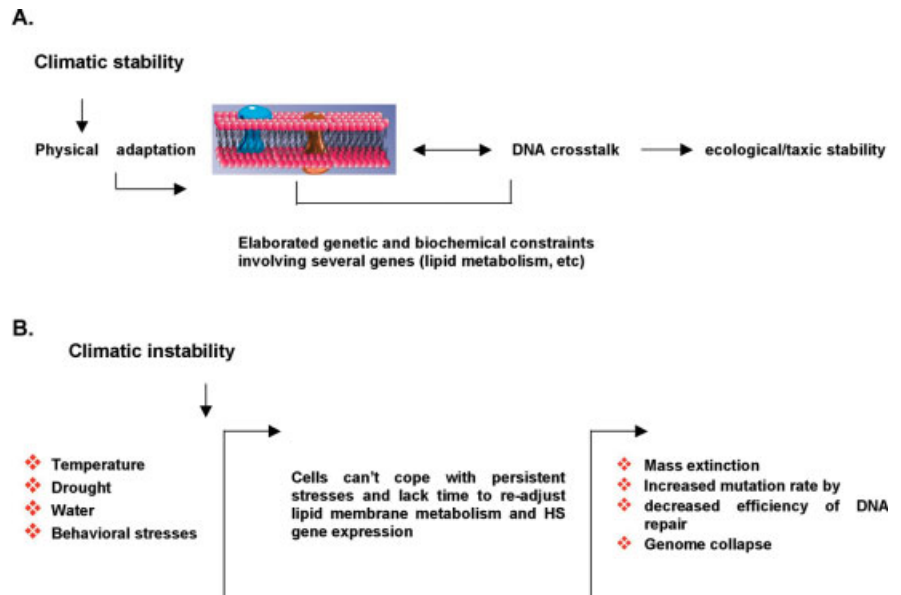 A.
Climatic stability
Physical adaptation
DNA crosstalk
ecological/taxic stability
Elaborated genetic and biochemical constraints
involving several genes (lipid metabolism, etc)
B.
Climatic instability
Temperature
Drought
Water
Behavioral stresses
Cells can't cope with persistent
stresses and lack time to re-adjust
lipid membrane metabolism and HS
gene expression
Mass extinction
Increased mutation rate by
decreased efficiency of DNA
repair
Genome collapse